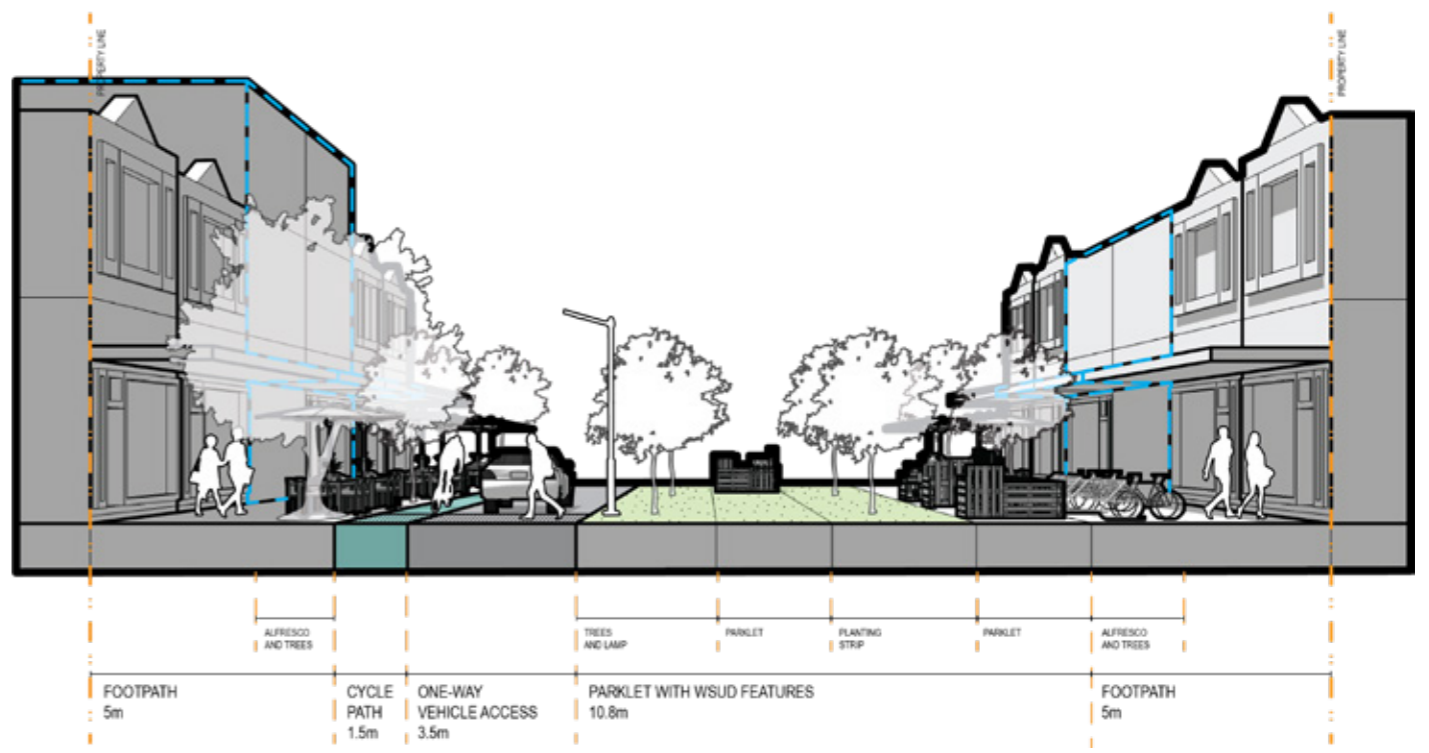 PROPERTY LINE
PROPERTY LINE
ALFRESCO
AND TREES
TREES
AND LAMP
PARKLET
PLANTING
STRIP
PARKLET
ALFRESCO
AND TREES
FOOTPATH
5m
CYCLE
PATH
1.5m
ONE-WAY
VEHICLE ACCESS
3.5m
PARKLET WITH WSUD FEATURES
10.8m
FOOTPATH
5m